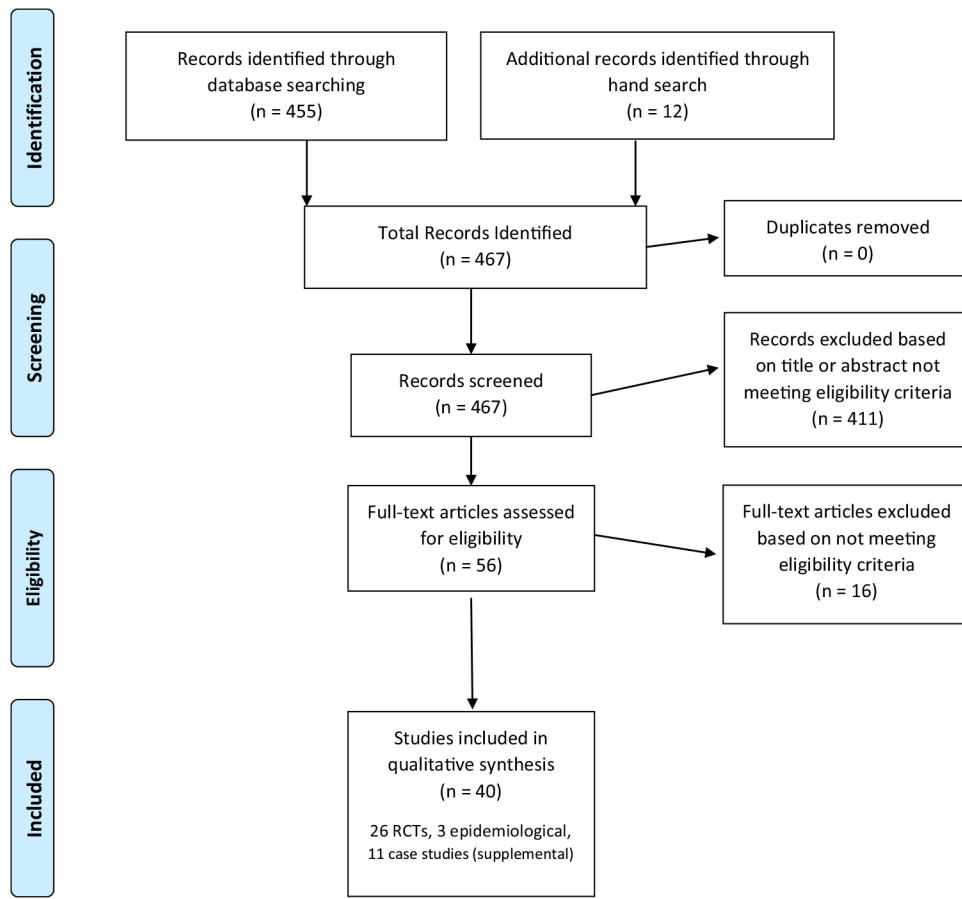 Identification
Records identified through
database searching
(n = 455)
Additional records identified through
hand search
(n = 12)
Total Records Identified
(n = 467)
Duplicates removed
(n = 0)
Screening
Records screened
(n = 467)
Records excluded based
on title or abstract not
meeting eligibility criteria
(n = 411)
Eligibility
Full-text articles assessed
for eligibility
(n = 56)
Full-text articles excluded
based on not meeting
eligibility criteria
(n = 16)
Included
Studies included in
qualitative synthesis
(n = 40)
26 RCTs, 3 epidemiological,
11 case studies (supplemental)